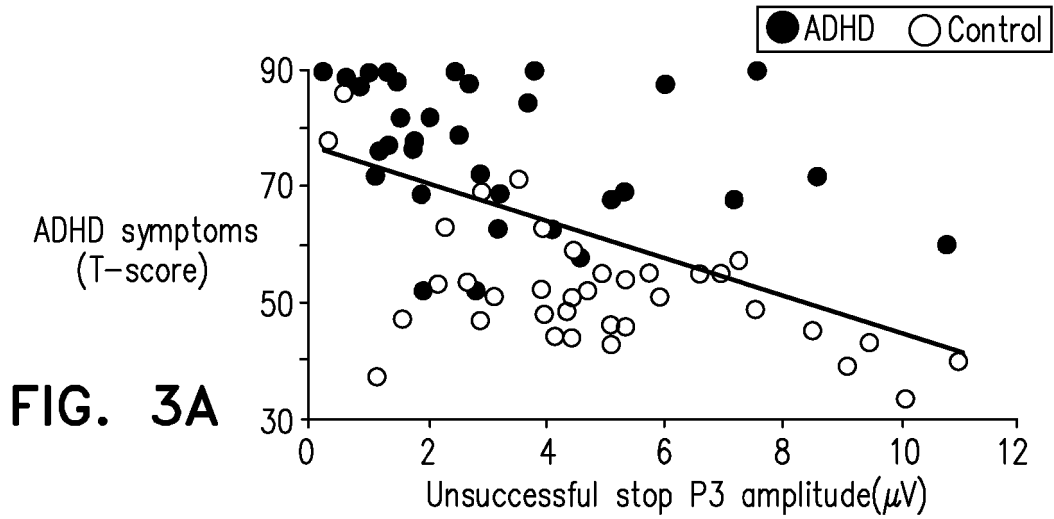 ADHD Control
90
70
50
30
ADHD symptoms
(T-score)
FIG. 3A
0 2 4 6 8 10 12
Unsuccessful stop P3 amplitude(μV)